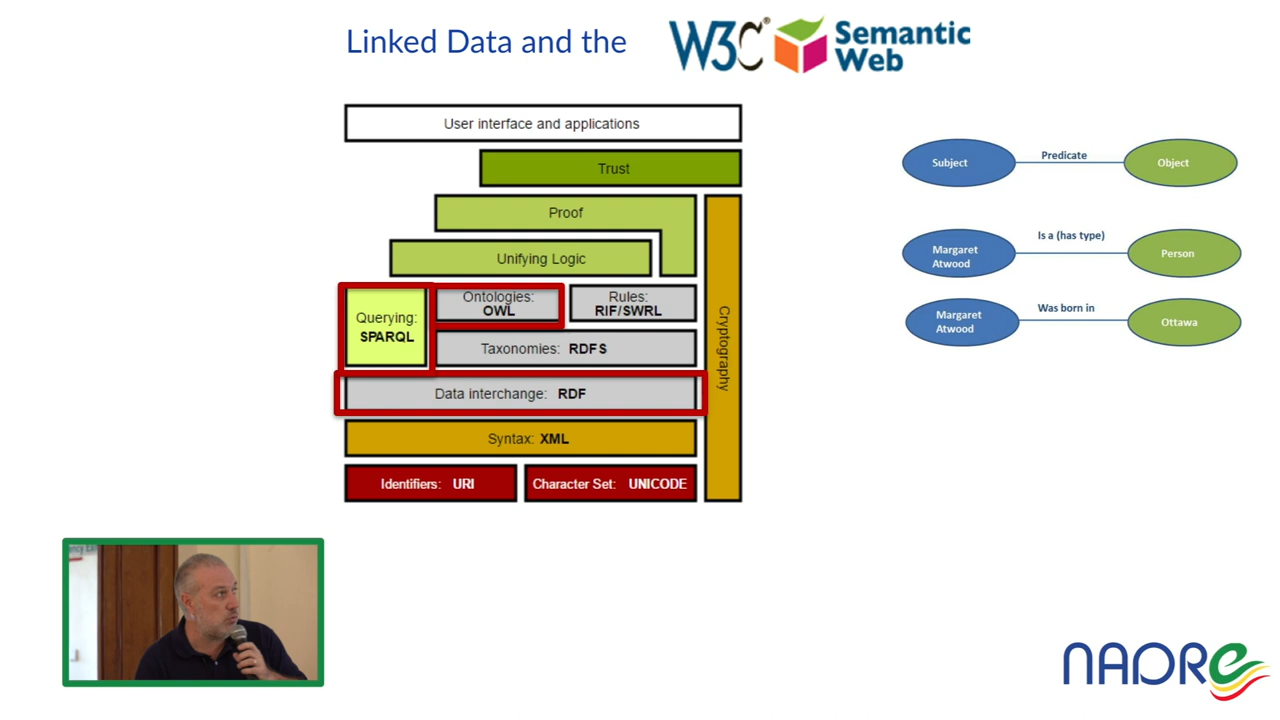 Linked Data and the
W3C® Semantic
Web
User interface and applications
Trust
Proof
Unifying Logic
Querying:
SPARQL
Ontologies:
OWL
Rules:
RIF/SWRL
Taxonomies: RDFS
Data interchange: RDF
Syntax: XML
Identifiers: URI
Character Set: UNICODE
Cryptography
Subject
Predicate
Object
Margaret
Atwood
Is a (has type)
Person
Margaret
Atwood
Was born in
Ottawa
NADRe